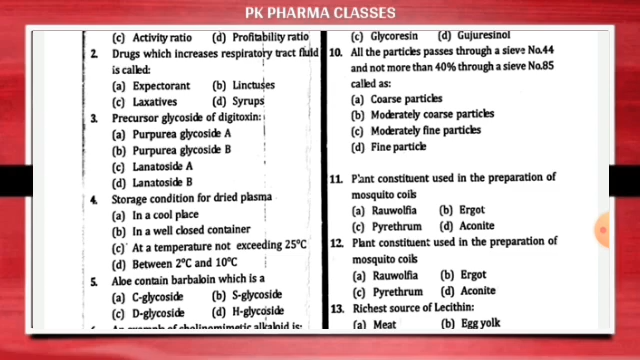 PK PHARMA CLASSES
(c) Activity ratio (d) Profitability ratio
2. Drugs which increases respiratory tract fluid
is called:
(a) Expectorant (b) Linctuses
(c) Laxatives (d) Syrups
3. Precursor glycoside of digitoxin:
(a) Purpurea glycoside A
(b) Purpurea glycoside B
(c) Lanatoside A
(d) Lanatoside B
4. Storage condition for dried plasma
(a) In a cool place
(b) In a well closed container
(c) At a temperature not exceeding 25°C
(d) Between 2°C and 10°C
5. Aloe contain barbaloin which is a
(a) C-glycoside (b) S-glycoside
(c) D-glycoside (d) H-glycoside
An example of cholinomimetic alkaloid is:
(c) Glycoresin (d) Gujuresinol
10. All the particles passes through a sieve No.44
and not more than 40% through a sieve No.85
called as:
(a) Coarse particles
(b) Moderately coarse particles
(c) Moderately fine particles
(d) Fine particle
11. Plant constituent used in the preparation of
mosquito coils
(a) Rauwolfia (b) Ergot
(c) Pyrethrum (d) Aconite
12. Plant constituent used in the preparation of
mosquito coils
(a) Rauwolfia (b) Ergot
(c) Pyrethrum (d) Aconite
13. Richest source of Lecithin:
(a) Meat (b) Egg yolk